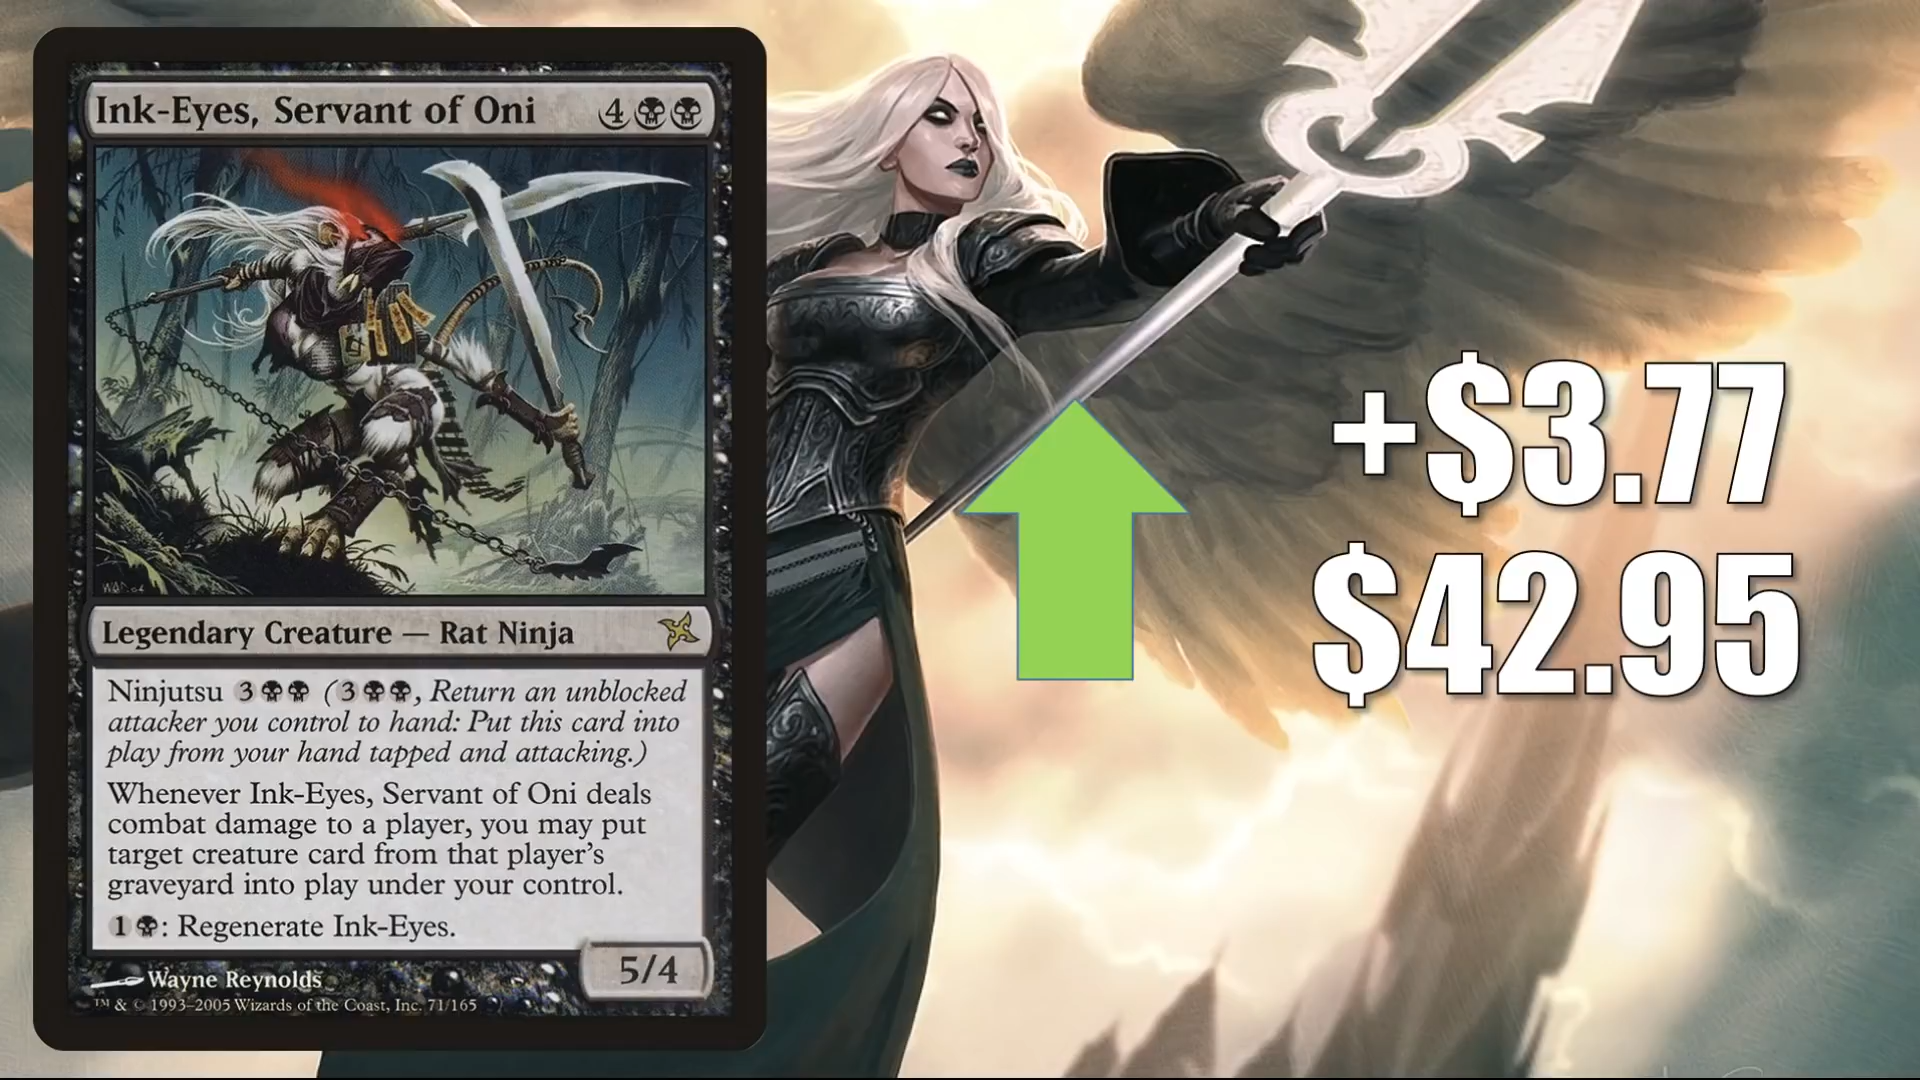 Ink-Eyes, Servant of Oni 4
Legendary Creature — Rat Ninja
Ninjutsu 3 (3, Return an unblocked
attacker you control to hand: Put this card into
play from your hand tapped and attacking.)
Whenever Ink-Eyes, Servant of Oni deals
combat damage to a player, you may put
target creature card from that player's
graveyard into play under your control.
1: Regenerate Ink-Eyes.
5/4
Wayne Reynolds
™ & © 1993–2005 Wizards of the Coast, Inc. 71/165
+$3.77
$42.95